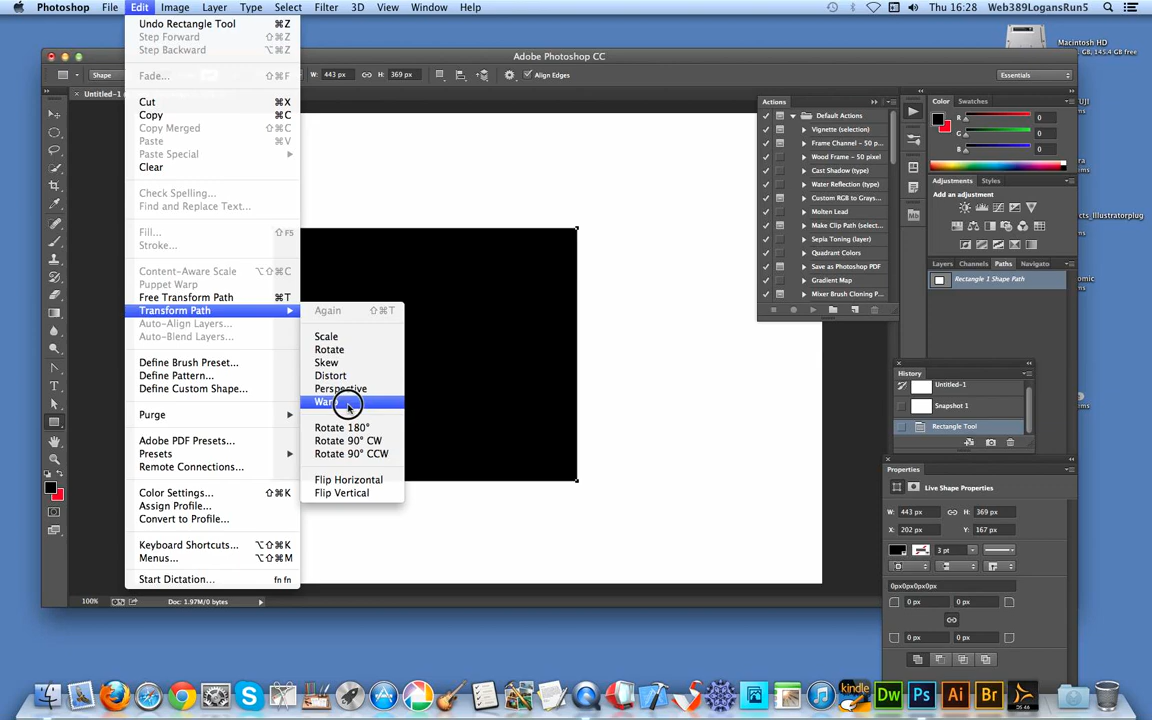 Photoshop File Edit Image Layer Type Select Filter 3D View Window Help Thu 16:28 Web389LogansRun5
Macintosh HD
GB, 145.4 free
Adobe Photoshop CC
Shape W: 443 px H: 369 px Align Edges Essentials
Untitled-1
Undo Rectangle Tool ⌘Z
Step Forward ⇧⌘Z
Step Backward ⌥⌘Z
Fade... ⇧⌘F
Cut ⌘X
Copy ⌘C
Copy Merged ⇧⌘C
Paste ⌘V
Paste Special
Clear
Check Spelling...
Find and Replace Text...
Fill... ⇧F5
Stroke...
Content-Aware Scale ⌥⇧⌘C
Puppet Warp
Free Transform Path ⌘T
Transform Path
Auto-Align Layers...
Auto-Blend Layers...
Define Brush Preset...
Define Pattern...
Define Custom Shape...
Purge
Adobe PDF Presets...
Presets
Remote Connections...
Color Settings... ⇧⌘K
Assign Profile...
Convert to Profile...
Keyboard Shortcuts... ⌥⇧⌘K
Menus... ⌥⇧⌘M
Start Dictation... fn fn
Again ⇧⌘T
Scale
Rotate
Skew
Distort
Perspective
Warp
Rotate 180°
Rotate 90° CW
Rotate 90° CCW
Flip Horizontal
Flip Vertical
Actions
Default Actions
Vignette (selection)
Frame Channel - 50 p...
Wood Frame - 50 pixel
Cast Shadow (type)
Water Reflection (type)
Custom RGB to Grays...
Molten Lead
Make Clip Path (select...
Sepia Toning (layer)
Quadrant Colors
Save as Photoshop PDF
Gradient Map
Mixer Brush Cloning P...
Color Swatches
R 0
G 0
B 0
Adjustments Styles
Add an adjustment
Layers Channels Paths Navigato
Rectangle 1 Shape Path
History
Untitled-1
Snapshot 1
Rectangle Tool
Properties
Live Shape Properties
W: 443 px H: 369 px
X: 202 px Y: 167 px
3 pt
0px0px0px0px
0 px 0 px
0 px 0 px
100% Doc: 1.97M/0 bytes
Mb
cts_Illustratorplug
kindle Dw Ps Ai Br